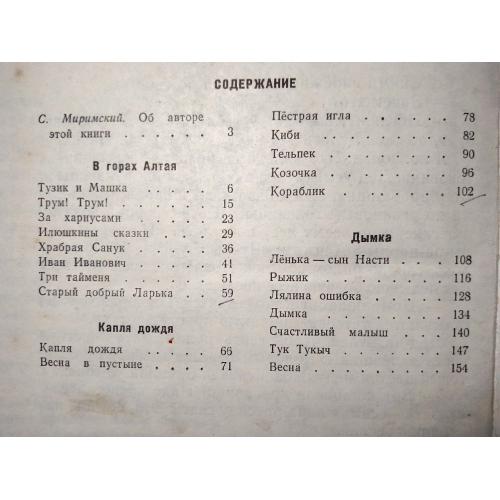 СОДЕРЖАНИЕ
С. Миримский. Об авторе
этой книги . . . . . . 3
В горах Алтая
Тузик и Машка . . . . . 6
Трум! Трум! . . . . . . 15
За хариусами . . . . . 23
Илюшкины сказки . . . . 29
Храбрая Санук . . . . . 36
Иван Иванович . . . . . 41
Три тайменя . . . . . . 51
Старый добрый Ларька . . . 59
Капля дождя
Капля дождя . . . . . 66
Весна в пустыне . . . . . 71
Пёстрая игла . . . . . . 78
Киби . . . . . . . . 82
Тельпек . . . . . . . 90
Козочка . . . . . . . 96
Кораблик . . . . . . . 102
Дымка
Лёнька — сын Насти . . . 108
Рыжик . . . . . . . 116
Лялина ошибка . . . . . 128
Дымка . . . . . . . 134
Счастливый малыш . . . . 140
Тук Тукыч . . . . . . 147
Весна . . . . . . . . 154